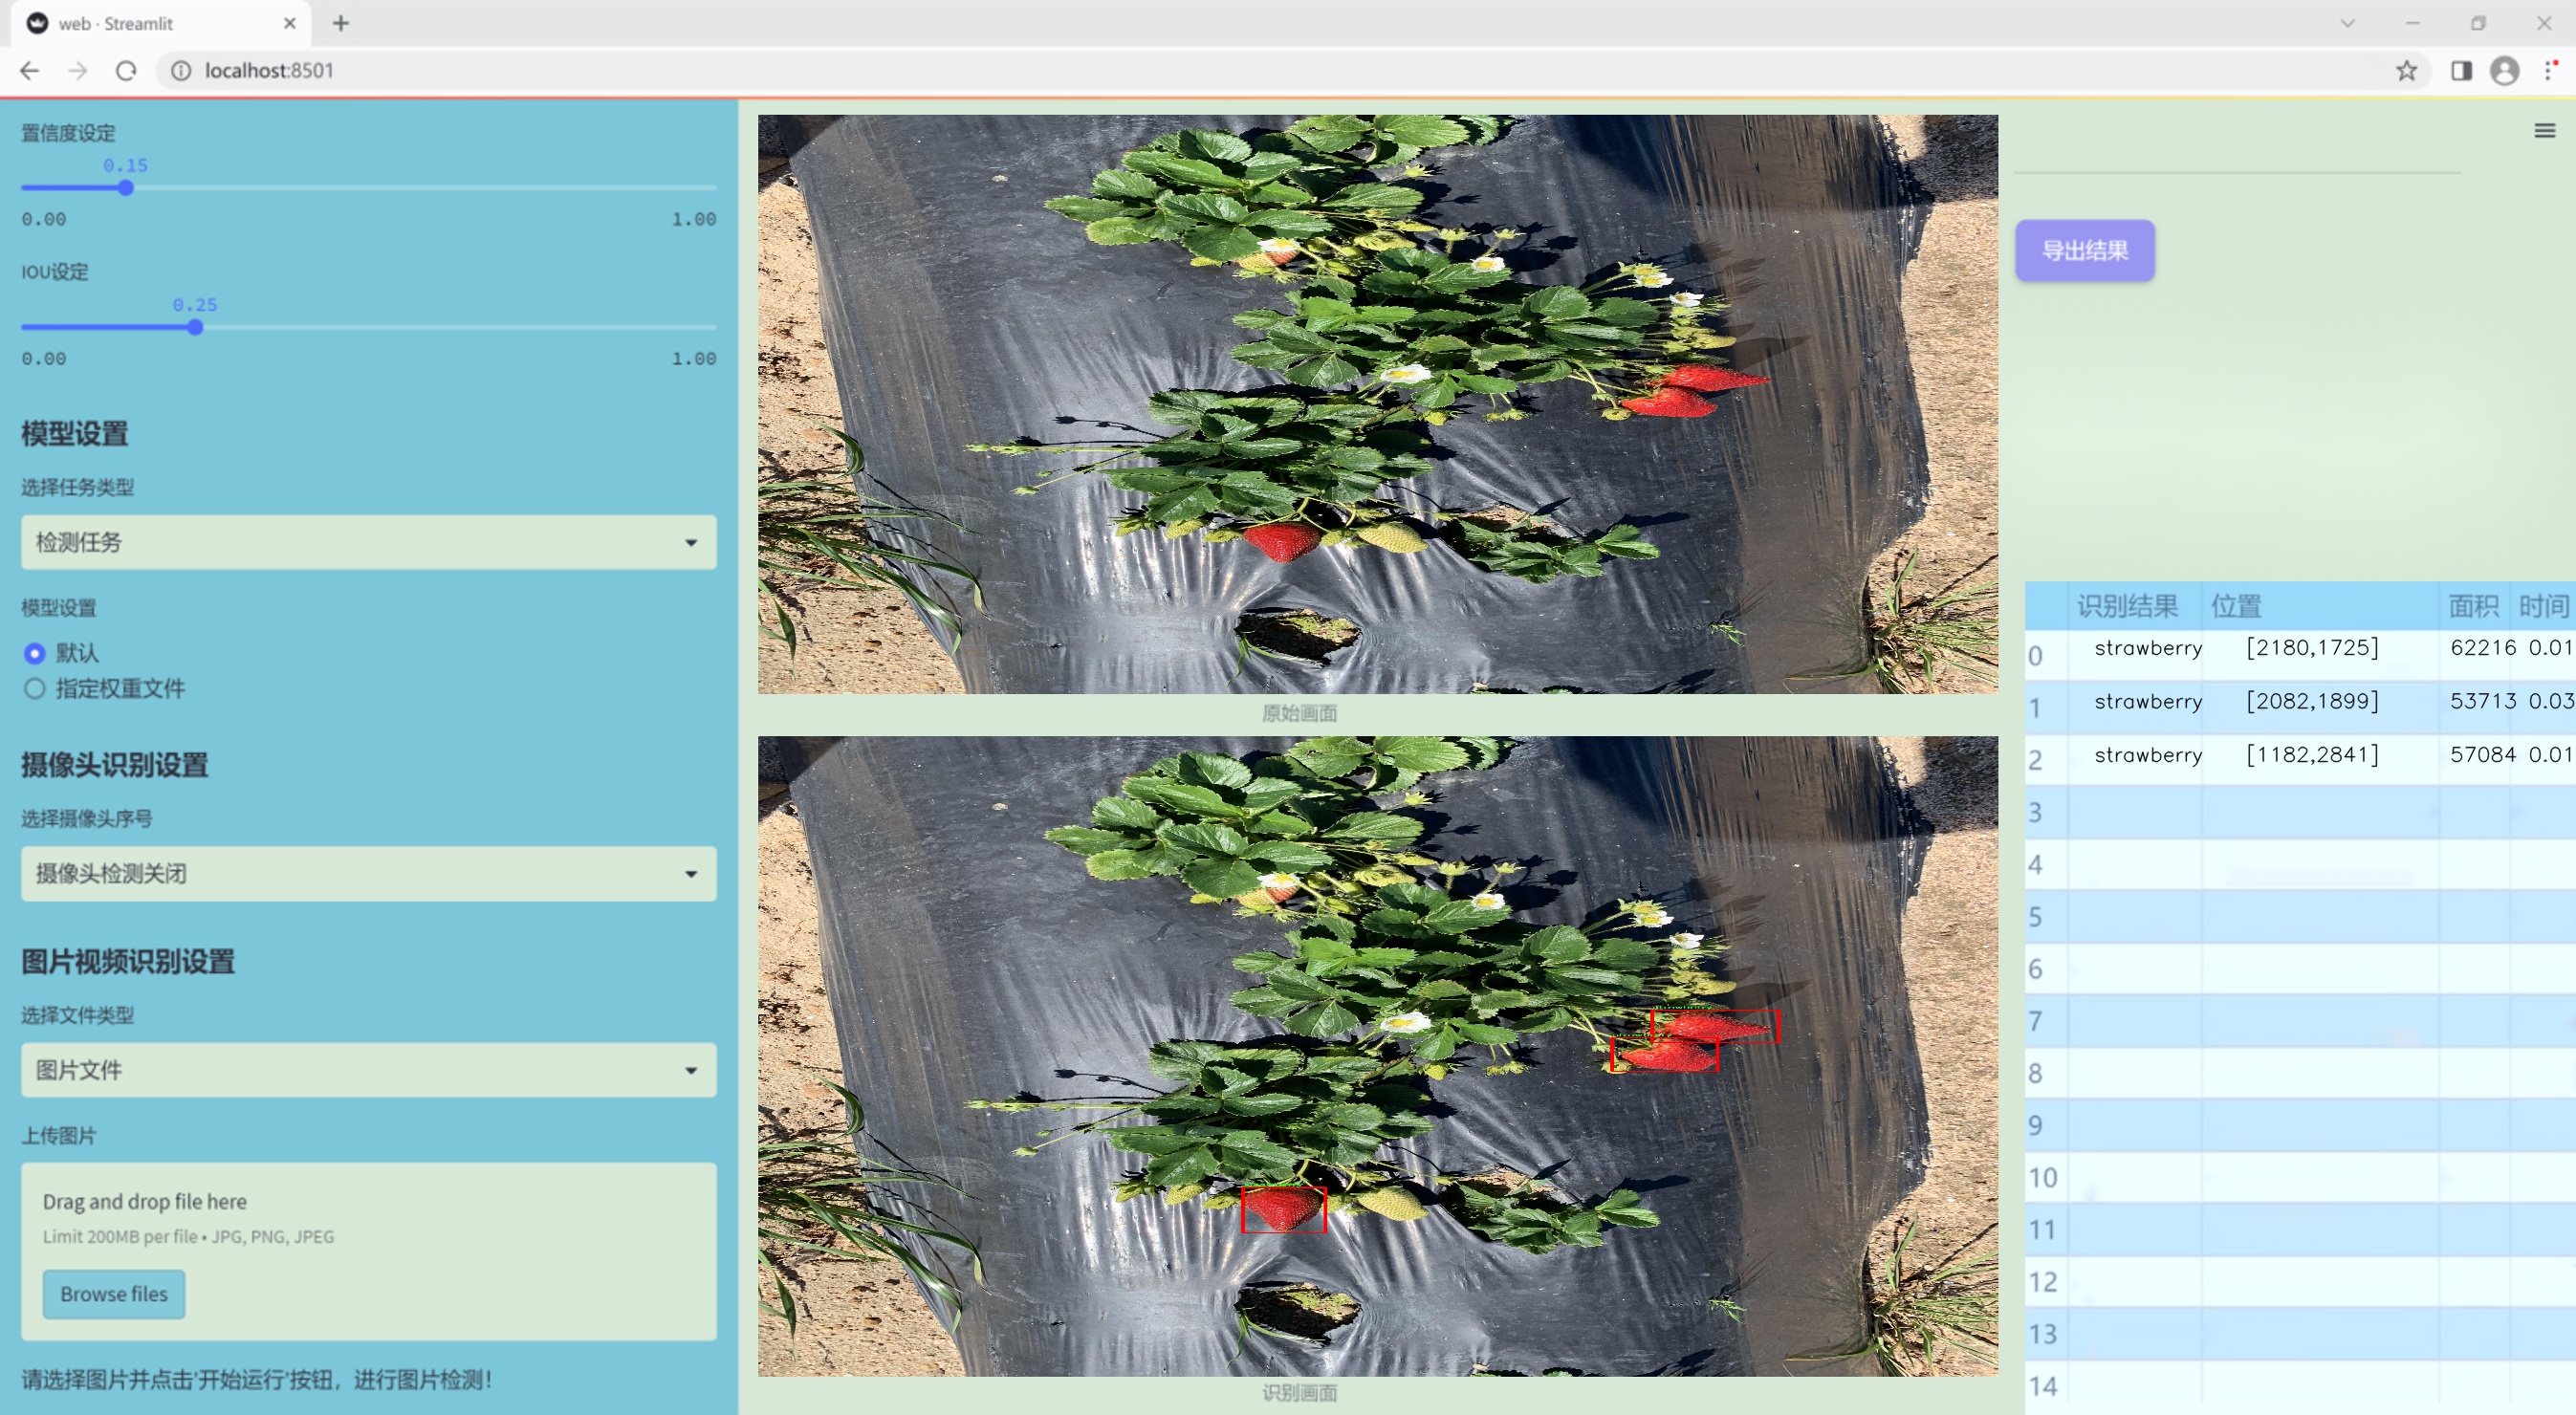 web · Streamlit
localhost:8501
置信度设定
0.15
0.00 1.00
IOU设定
0.25
0.00 1.00
模型设置
选择任务类型
检测任务
模型设置
默认
指定权重文件
摄像头识别设置
选择摄像头序号
摄像头检测关闭
图片视频识别设置
选择文件类型
图片文件
上传图片
Drag and drop file here
Limit 200MB per file • JPG, PNG, JPEG
Browse files
请选择图片并点击'开始运行'按钮，进行图片检测！
原始画面
识别画面
导出结果
识别结果 位置 面积 时间
0 strawberry [2180,1725] 62216 0.01
1 strawberry [2082,1899] 53713 0.03
2 strawberry [1182,2841] 57084 0.01
3
4
5
6
7
8
9
10
11
12
13
14